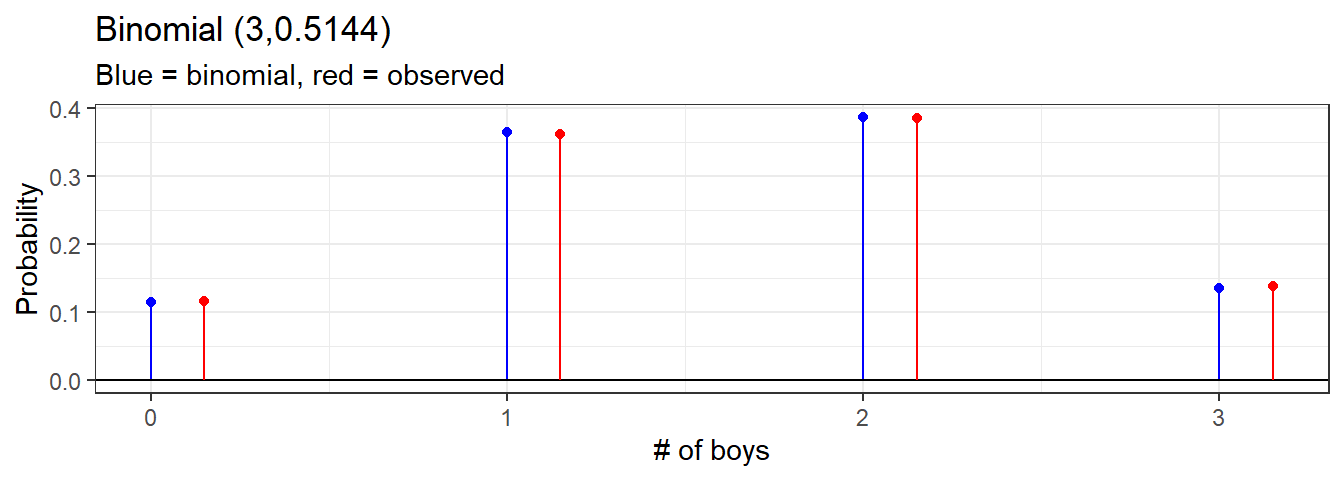 Binomial (3,0.5144)
Blue = binomial, red = observed
Probability
0.4
0.3
0.2
0.1
0.0
0 1 2 3
# of boys